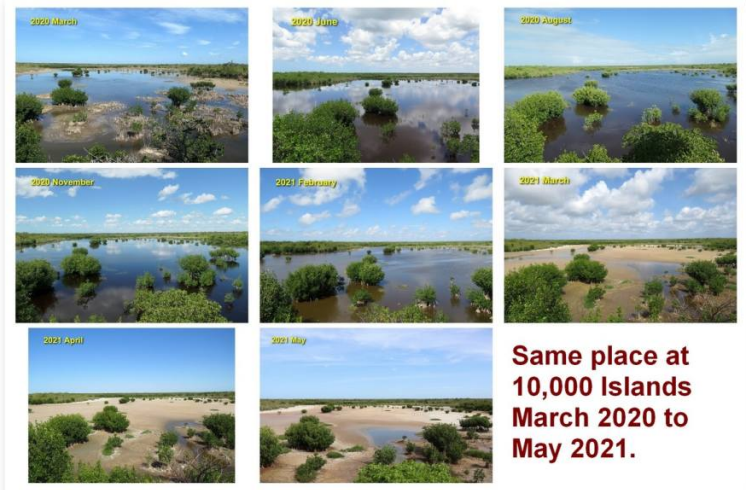 2020 March
2020 June
2020 August
2020 November
2021 February
2021 March
2021 April
2021 May
Same place at
10,000 Islands
March 2020 to
May 2021.